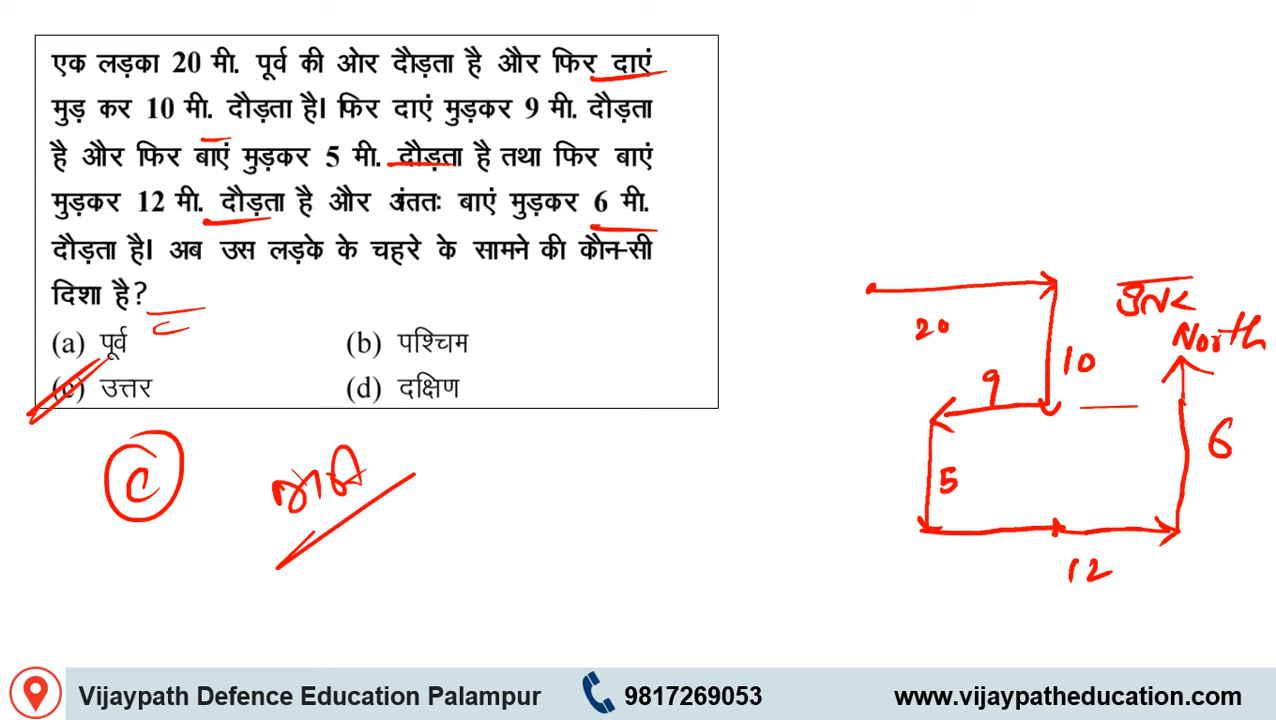 एक लड़का 20 मी. पूर्व की ओर दौड़ता है और फिर दाएं
मुड़ कर 10 मी. दौड़ता है। फिर दाएं मुड़कर 9 मी. दौड़ता
है और फिर बाएं मुड़कर 5 मी. दौड़ता है तथा फिर बाएं
मुड़कर 12 मी. दौड़ता है और अंततः बाएं मुड़कर 6 मी.
दौड़ता है। अब उस लड़के के चहरे के सामने की कौन-सी
दिशा है?
(a) पूर्व (b) पश्चिम
(c) उत्तर (d) दक्षिण
C
20
10
9
5
12
6
उत्तर
North
Vijaypath Defence Education Palampur 9817269053 www.vijaypatheducation.com